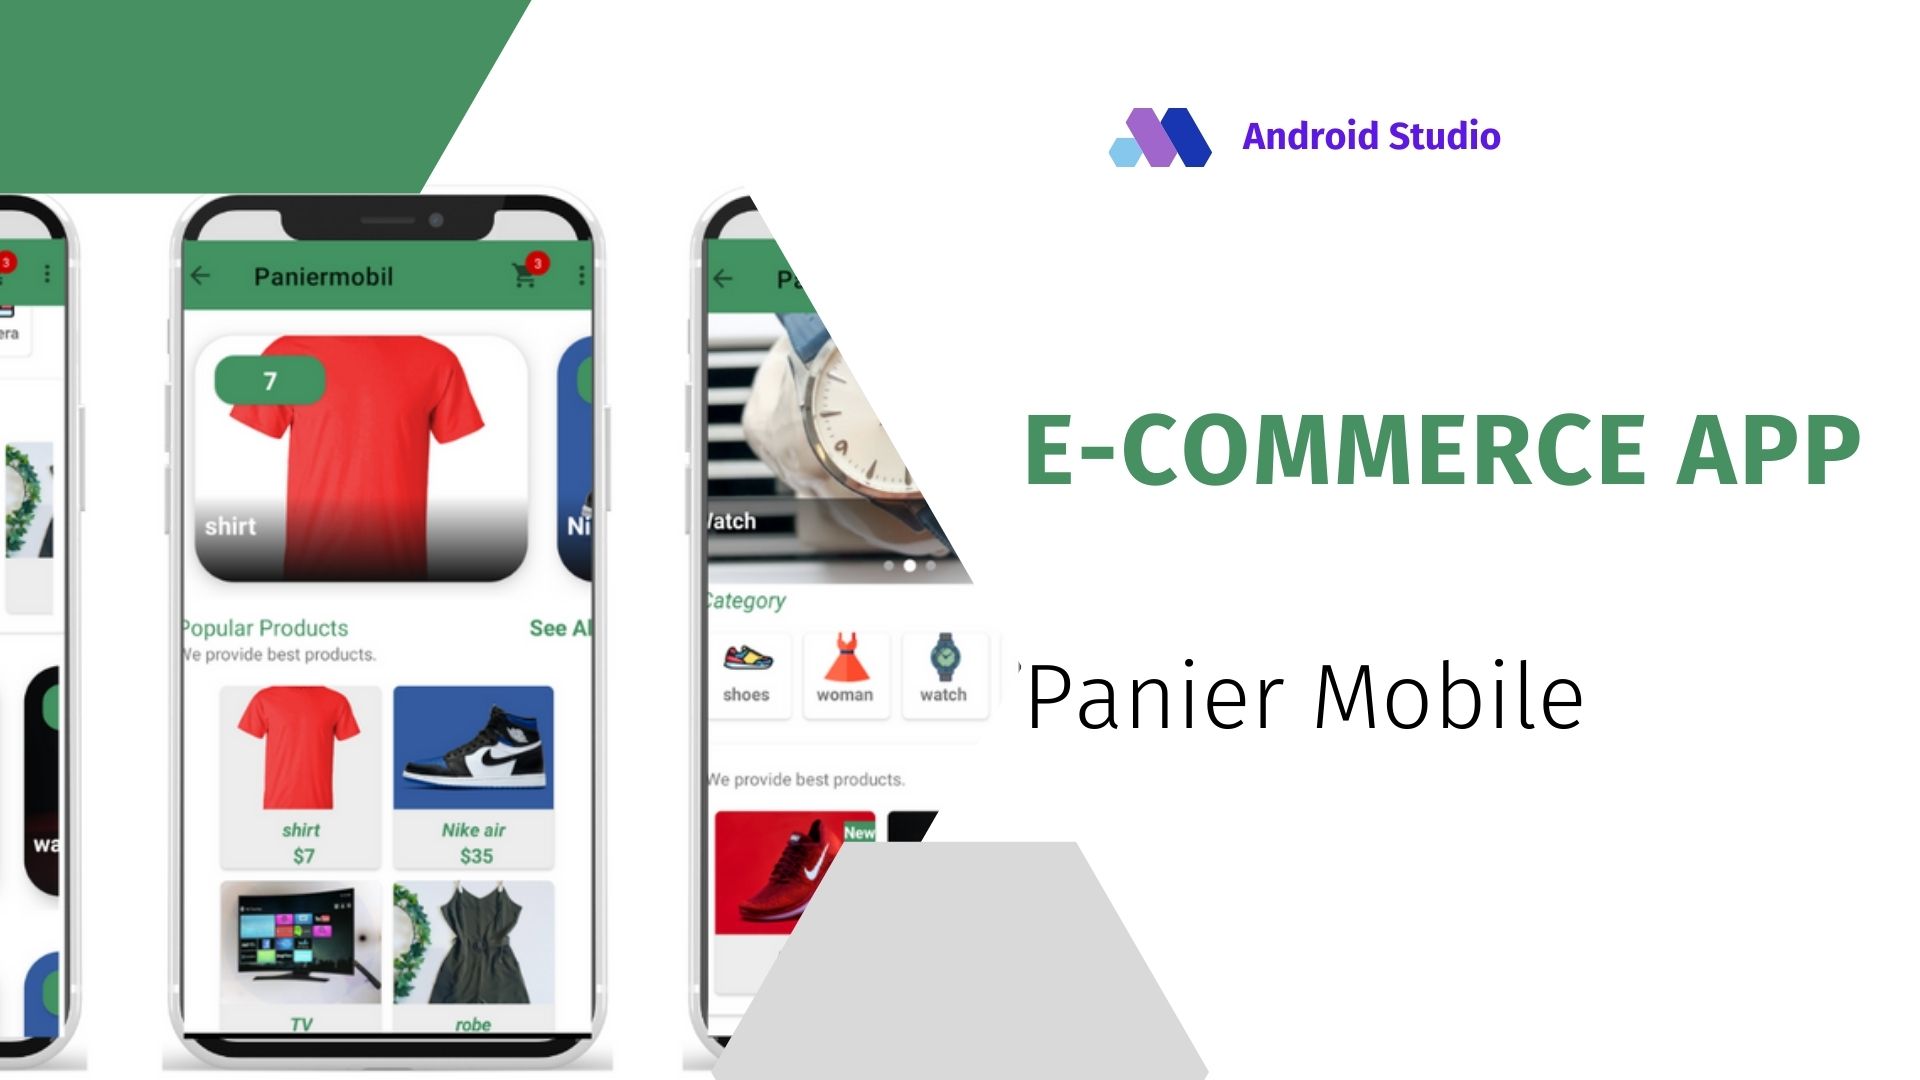 Android Studio
E-COMMERCE APP
Panier Mobile
3
era
Paniermobil
3
7
shirt
Ni
Popular Products
See Al
We provide best products.
shirt
$7
Nike air
$35
TV
robe
wa
Pa
Watch
Category
shoes
woman
watch
We provide best products.
New